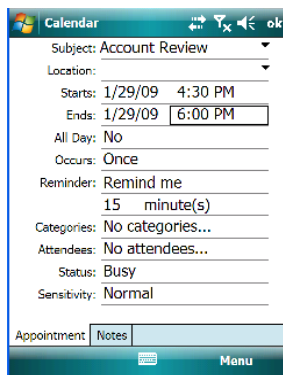 Calendar ok
Subject: Account Review
Location:
Starts: 1/29/09 4:30 PM
Ends: 1/29/09 6:00 PM
All Day: No
Occurs: Once
Reminder: Remind me
15 minute(s)
Categories: No categories...
Attendees: No attendees...
Status: Busy
Sensitivity: Normal
Appointment Notes
Menu